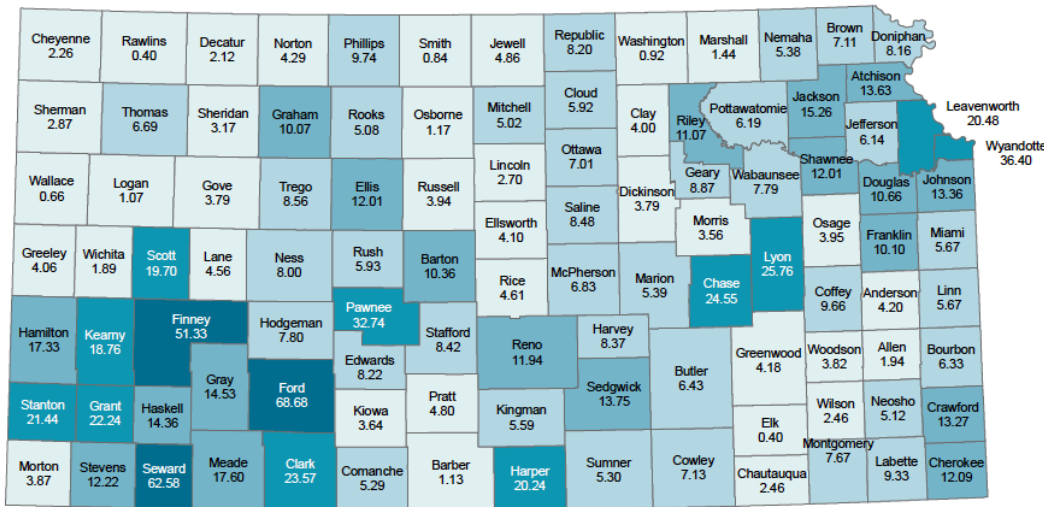 Cheyenne
2.26
Rawlins
0.40
Decatur
2.12
Norton
4.29
Phillips
9.74
Smith
0.84
Jewell
4.86
Republic
8.20
Washington
0.92
Marshall
1.44
Nemaha
5.38
Brown
7.11
Doniphan
8.16
Sherman
2.87
Thomas
6.69
Sheridan
3.17
Graham
10.07
Rooks
5.08
Osborne
1.17
Mitchell
5.02
Cloud
5.92
Clay
4.00
Riley
11.07
Pottawatomie
6.19
Jackson
15.26
Atchison
13.63
Jefferson
6.14
Leavenworth
20.48
Wyandotte
36.40
Wallace
0.66
Logan
1.07
Gove
3.79
Trego
8.56
Ellis
12.01
Russell
3.94
Lincoln
2.70
Ottawa
7.01
Saline
8.48
Dickinson
3.79
Geary
8.87
Wabaunsee
7.79
Shawnee
12.01
Douglas
10.66
Johnson
13.36
Greeley
4.06
Wichita
1.89
Scott
19.70
Lane
4.56
Ness
8.00
Rush
5.93
Barton
10.36
Ellsworth
4.10
Rice
4.61
McPherson
6.83
Marion
5.39
Morris
3.56
Chase
24.55
Lyon
25.76
Osage
3.95
Franklin
10.10
Miami
5.67
Hamilton
17.33
Kearny
18.76
Finney
51.33
Hodgeman
7.80
Pawnee
32.74
Stafford
8.42
Reno
11.94
Harvey
8.37
Coffey
9.66
Anderson
4.20
Linn
5.67
Edwards
8.22
Gray
14.53
Ford
68.68
Kiowa
3.64
Pratt
4.80
Kingman
5.59
Sedgwick
13.75
Butler
6.43
Greenwood
4.18
Woodson
3.82
Allen
1.94
Bourbon
6.33
Stanton
21.44
Grant
22.24
Haskell
14.36
Elk
0.40
Wilson
2.46
Neosho
5.12
Crawford
13.27
Morton
3.87
Stevens
12.22
Seward
62.58
Meade
17.60
Clark
23.57
Comanche
5.29
Barber
1.13
Harper
20.24
Sumner
5.30
Cowley
7.13
Chautauqua
2.46
Montgomery
7.67
Labette
9.33
Cherokee
12.09